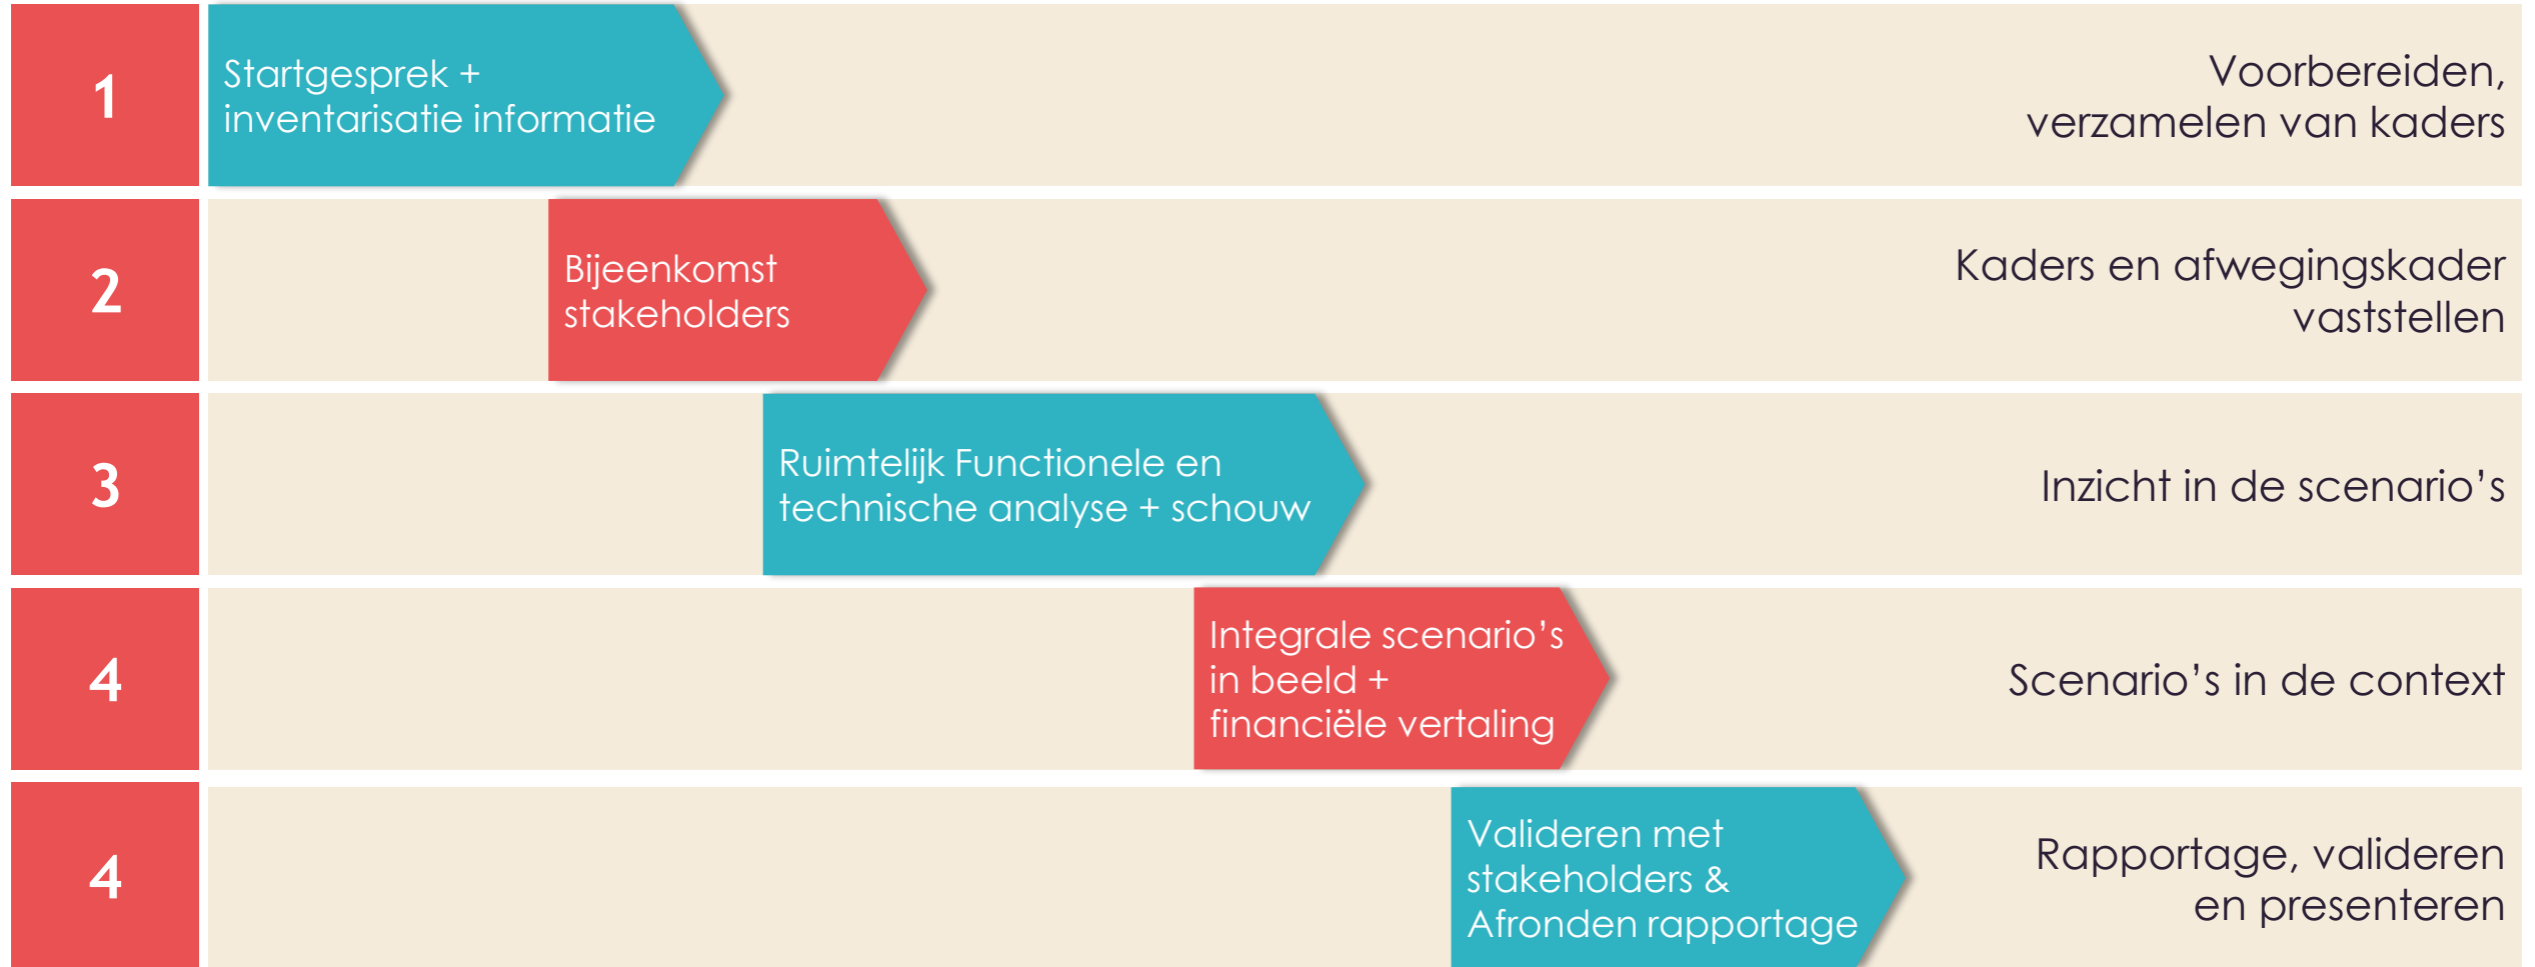 1
Startgesprek +
inventarisatie informatie
Voorbereiden,
verzamelen van kaders
2
Bijeenkomst
stakeholders
Kaders en afwegingskader
vaststellen
3
Ruimtelijk Functionele en
technische analyse + schouw
Inzicht in de scenario’s
4
Integrale scenario’s
in beeld +
financiële vertaling
Scenario’s in de context
4
Valideren met
stakeholders &
Afronden rapportage
Rapportage, valideren
en presenteren